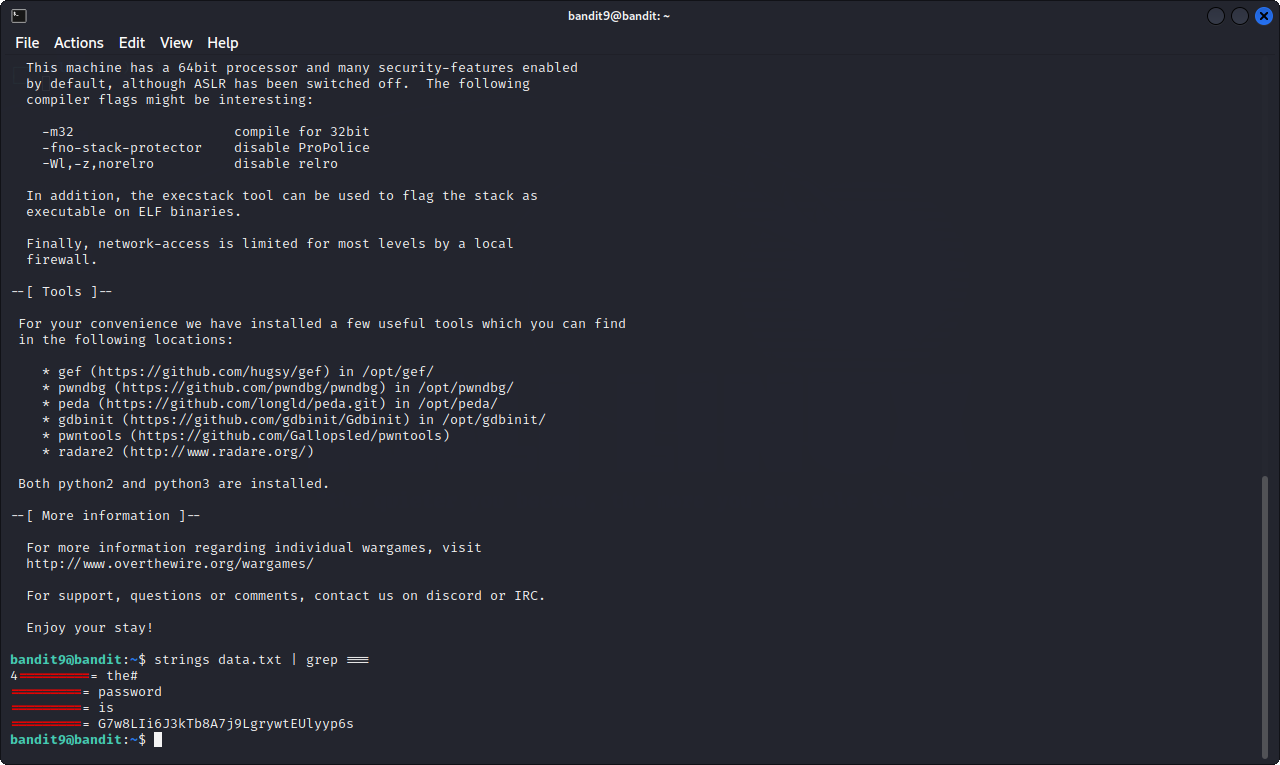 bandit9@bandit: ~
File Actions Edit View Help
This machine has a 64bit processor and many security-features enabled
by default, although ASLR has been switched off. The following
compiler flags might be interesting:
-m32 compile for 32bit
-fno-stack-protector disable ProPolice
-Wl,-z,norelro disable relro
In addition, the execstack tool can be used to flag the stack as
executable on ELF binaries.
Finally, network-access is limited for most levels by a local
firewall.
--[ Tools ]--
For your convenience we have installed a few useful tools which you can find
in the following locations:
* gef (https://github.com/hugsy/gef) in /opt/gef/
* pwndbg (https://github.com/pwndbg/pwndbg) in /opt/pwndbg/
* peda (https://github.com/longld/peda.git) in /opt/peda/
* gdbinit (https://github.com/gdbinit/Gdbinit) in /opt/gdbinit/
* pwntools (https://github.com/Gallopsled/pwntools)
* radare2 (http://www.radare.org/)
Both python2 and python3 are installed.
--[ More information ]--
For more information regarding individual wargames, visit
http://www.overthewire.org/wargames/
For support, questions or comments, contact us on discord or IRC.
Enjoy your stay!
bandit9@bandit:~$ strings data.txt | grep ===
4========== the#
========== password
========== is
========== G7w8LIi6J3kTb8A7j9LgrywtEUlyyp6s
bandit9@bandit:~$